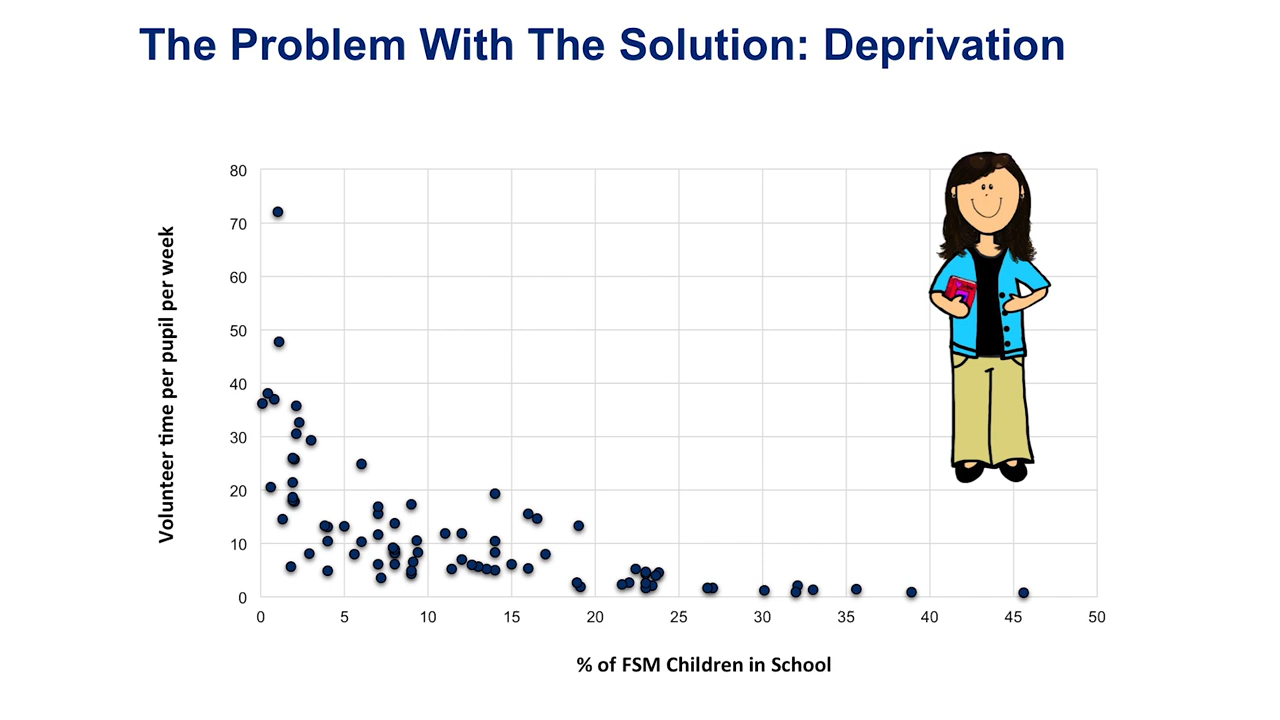 The Problem With The Solution: Deprivation
Volunteer time per pupil per week
80
70
60
50
40
30
20
10
0
0 5 10 15 20 25 30 35 40 45 50
% of FSM Children in School